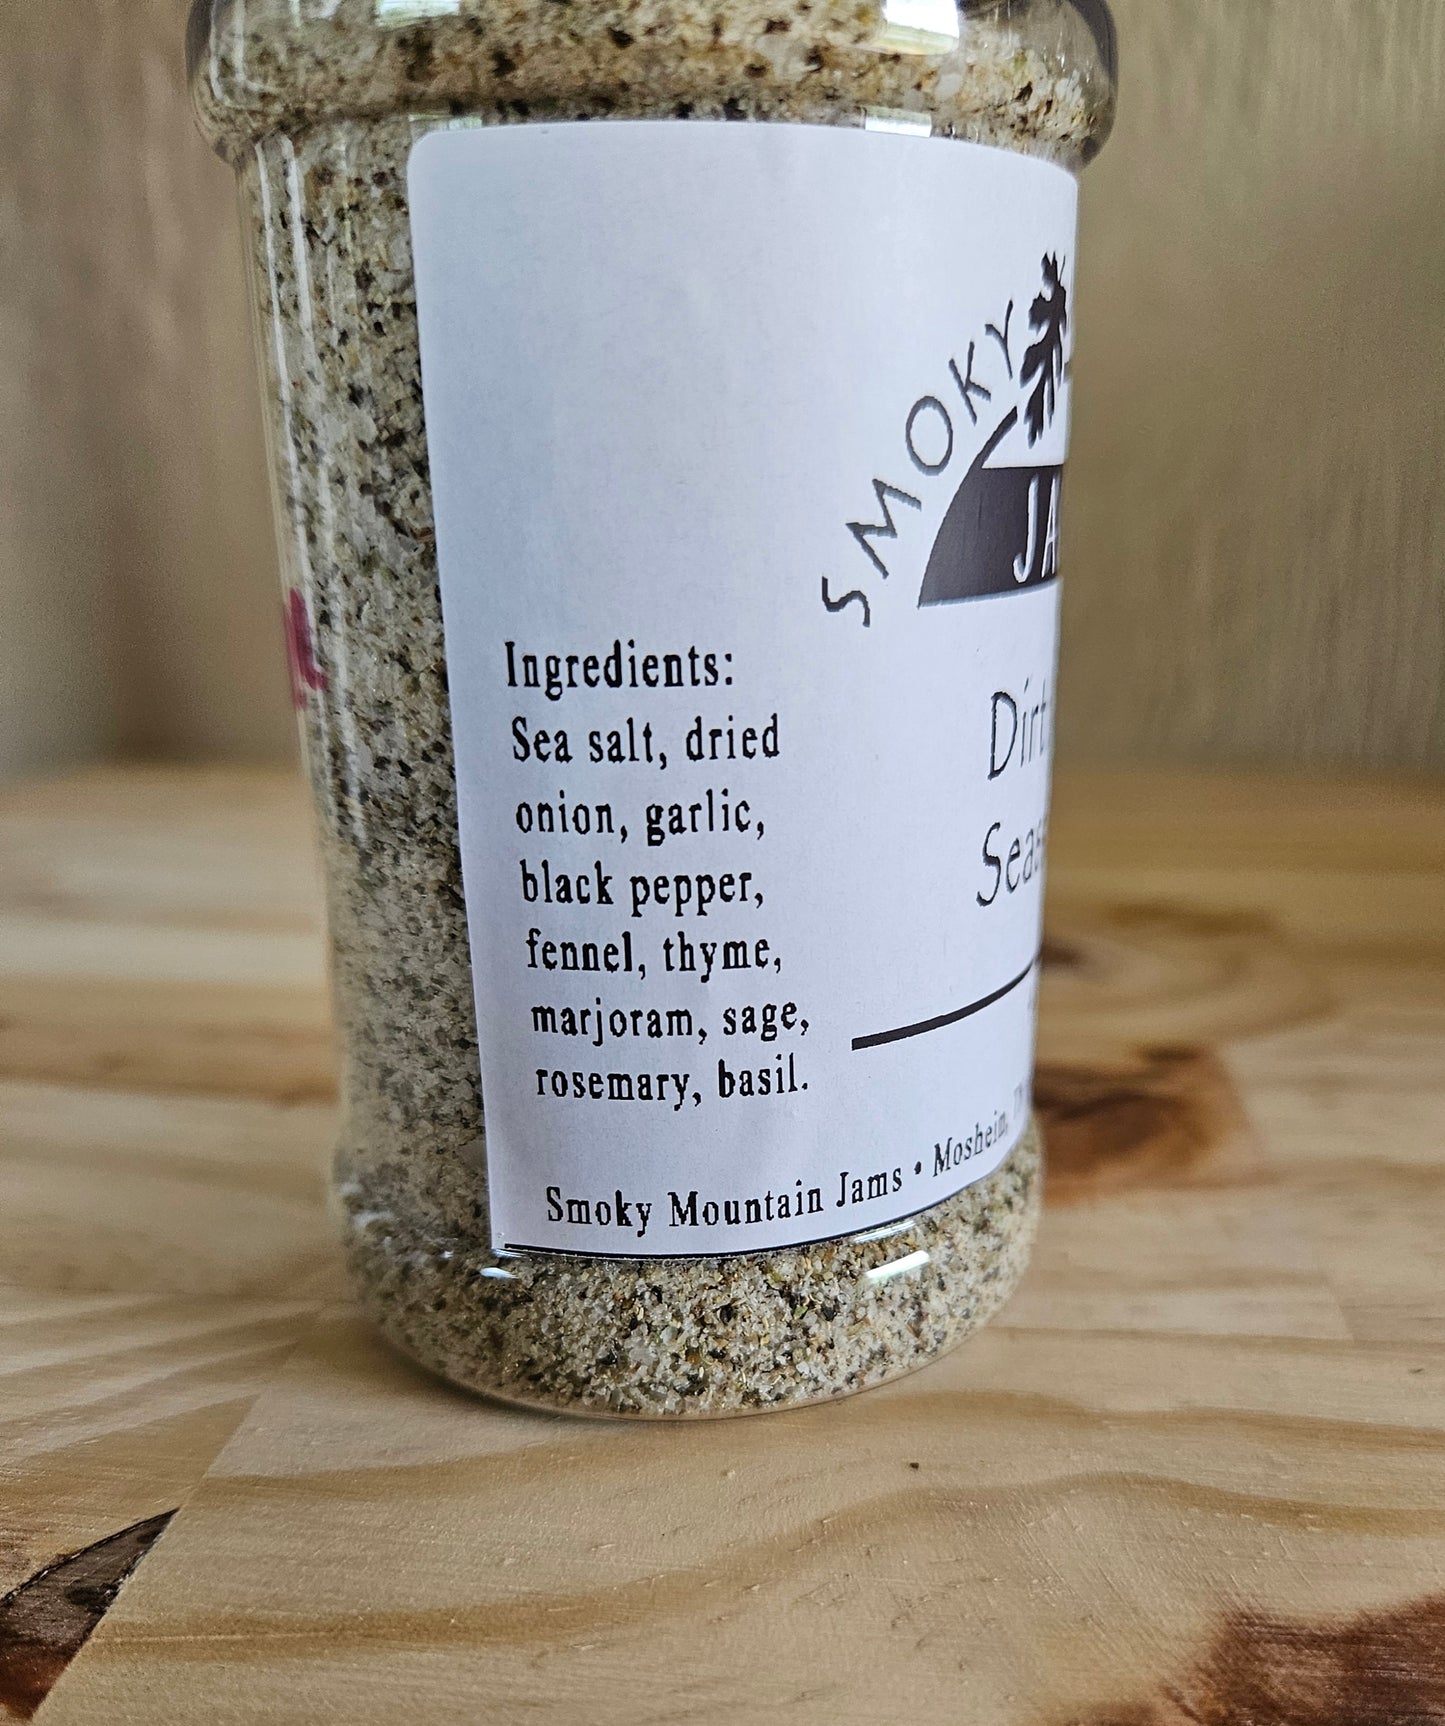 SMOKY
JA
Dirt
Seas
Ingredients:
Sea salt, dried
onion, garlic,
black pepper,
fennel, thyme,
marjoram, sage,
rosemary, basil.
Smoky Mountain Jams • Mosheim, TN